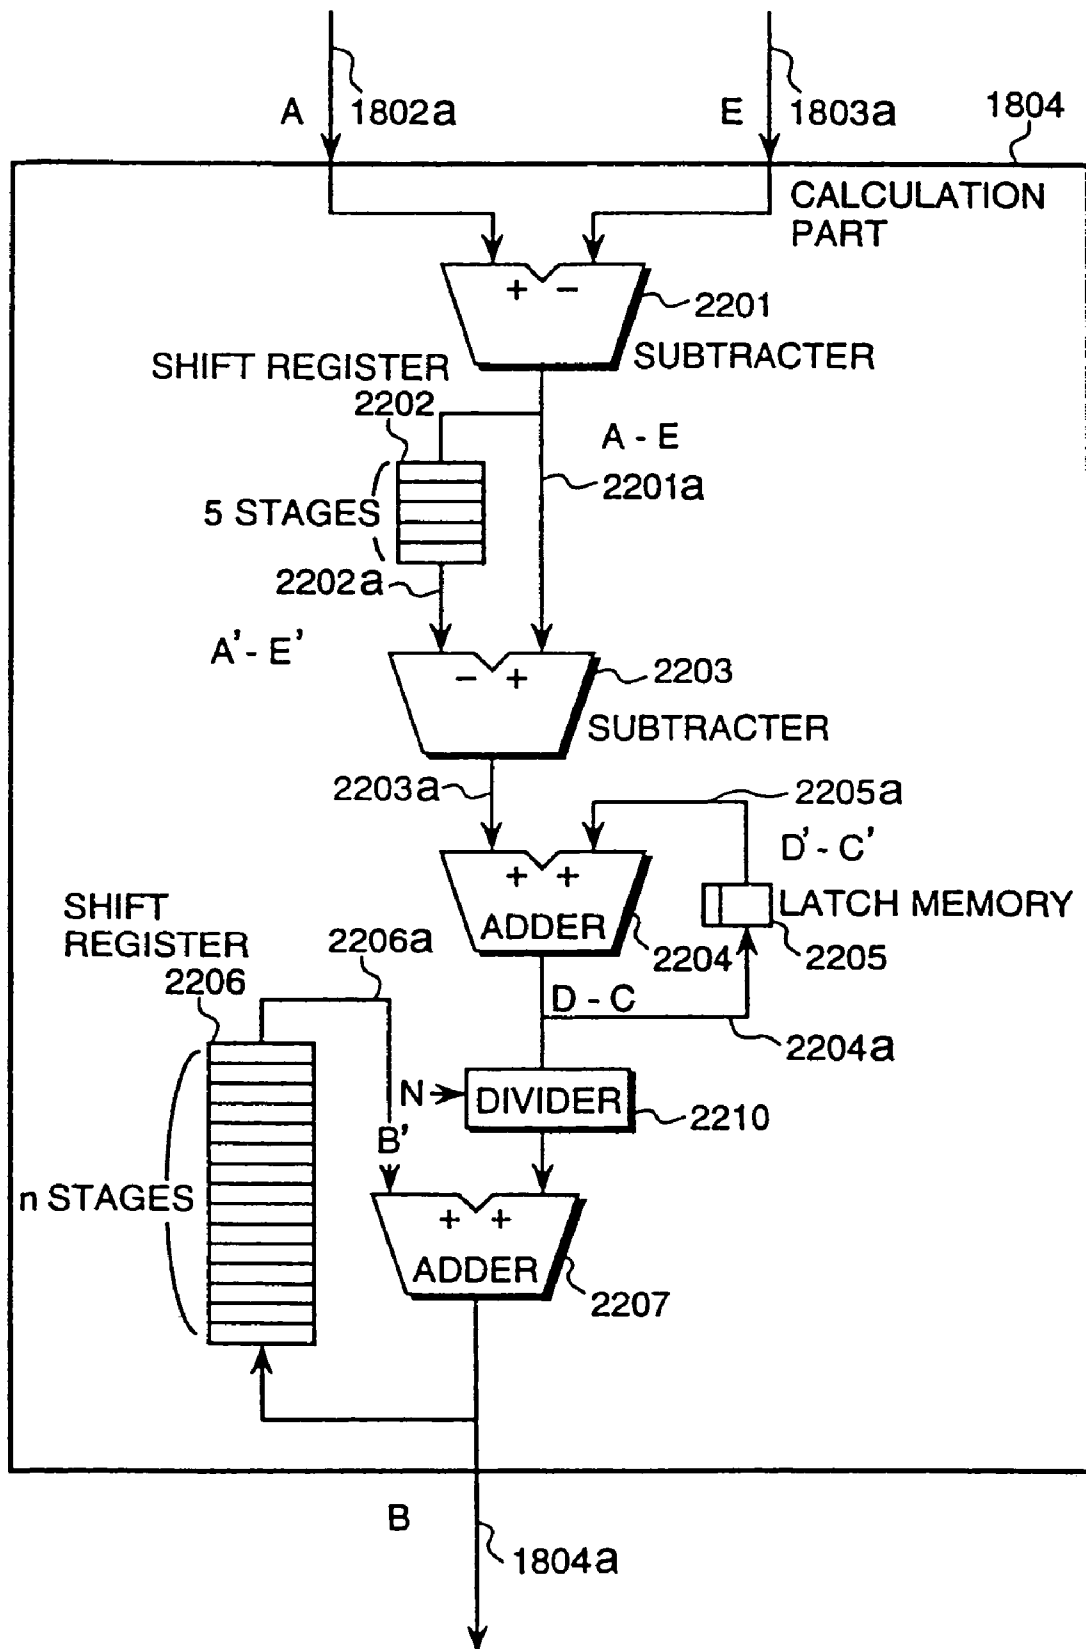 A
1802a
E
1803a
1804
CALCULATION
PART
+ -
2201
SUBTRACTER
SHIFT REGISTER
2202
A - E
2201a
5 STAGES
2202a
A' - E'
- +
2203
SUBTRACTER
2203a
2205a
D' - C'
+ +
ADDER
LATCH MEMORY
2204
2205
SHIFT
REGISTER
2206
2206a
D - C
2204a
N
DIVIDER
2210
B'
n STAGES
+ +
ADDER
2207
B
1804a